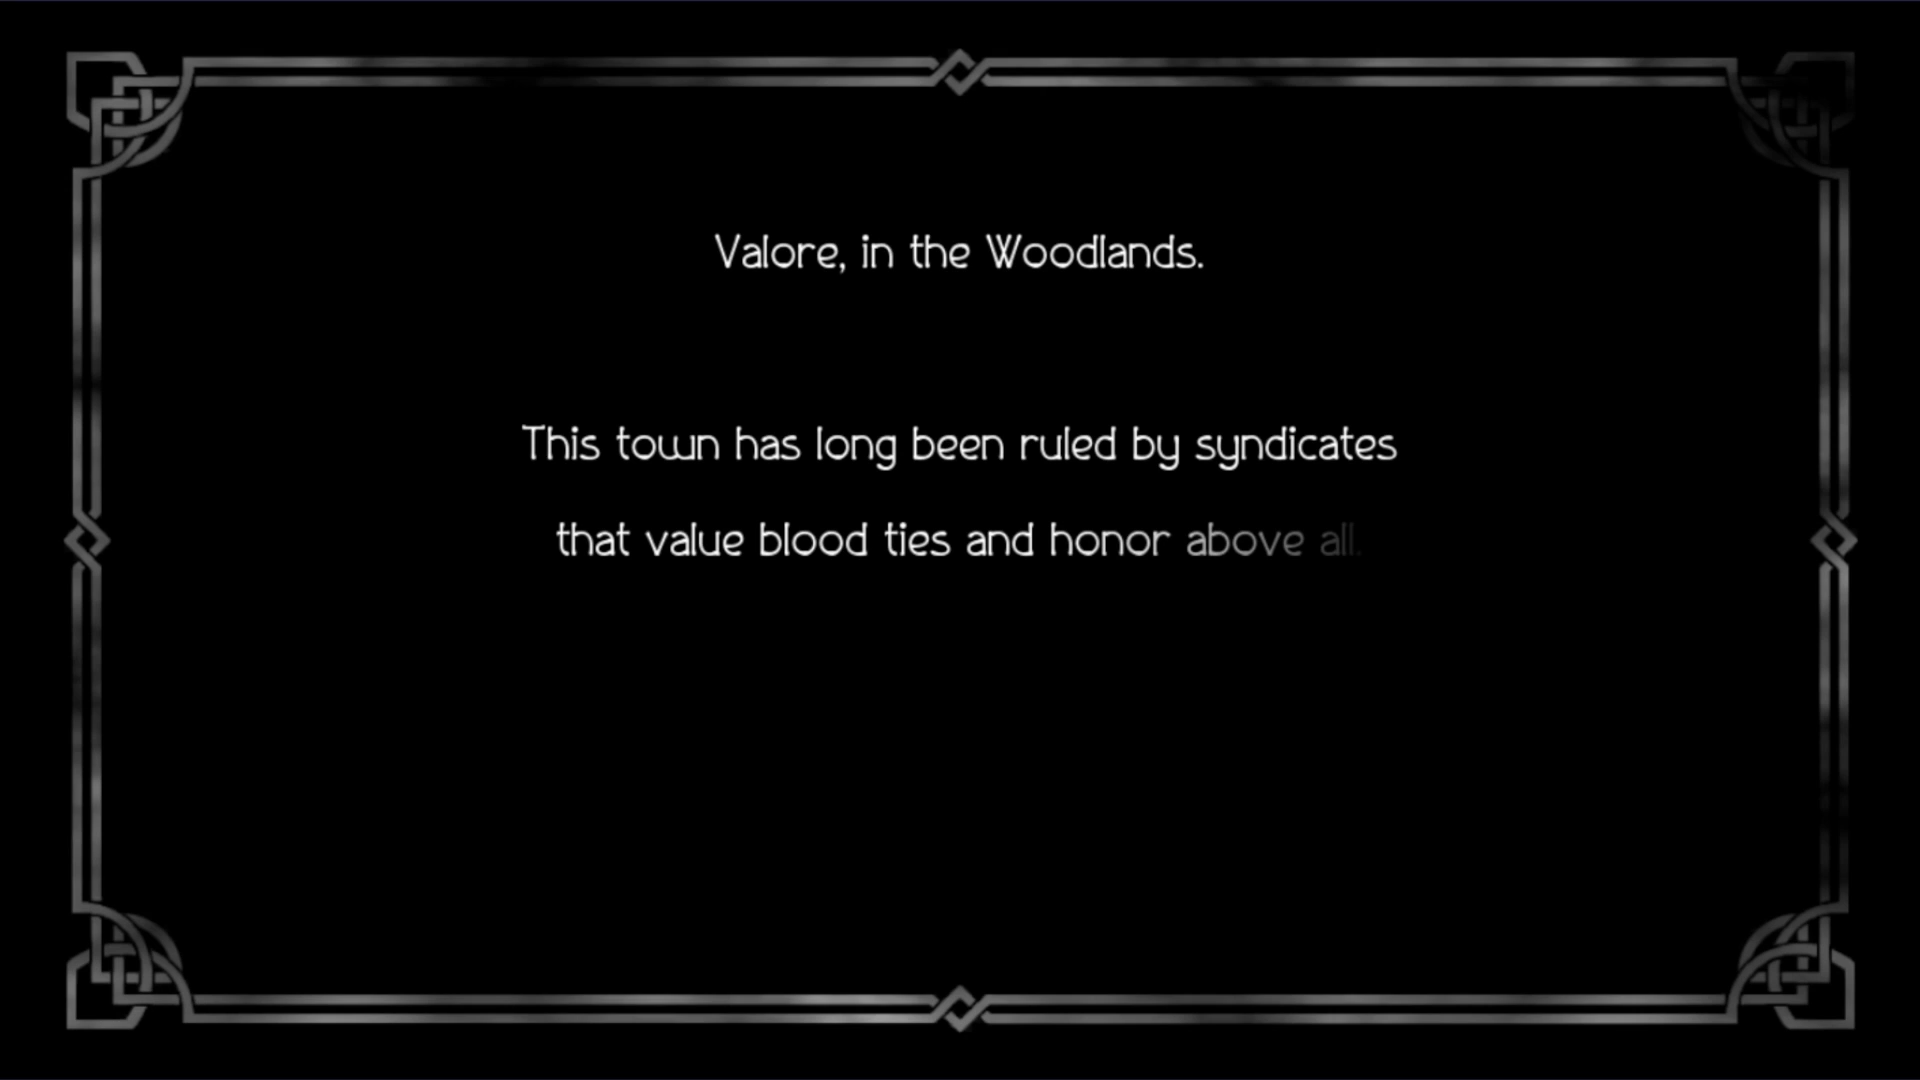 Valore, in the Woodlands.
This town has long been ruled by syndicates
that value blood ties and honor above all.